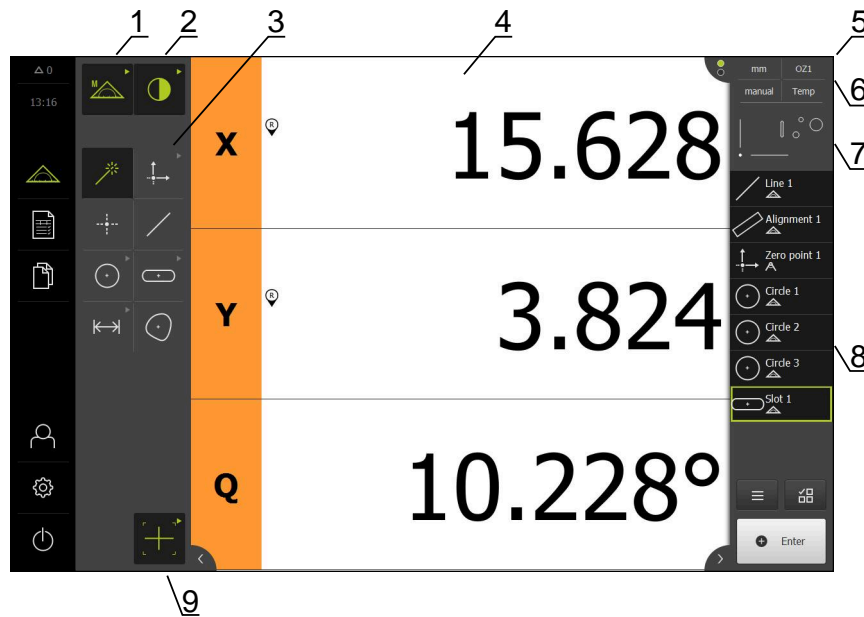 1 2 3 4 5
0
mm OZ1
6
13:16
M
manual Temp
X R 15.628
7
Line 1
Alignment 1
Zero point 1
Circle 1
Y R 3.824
Circle 2
8
Circle 3
Slot 1
Q 10.228°
Enter
9